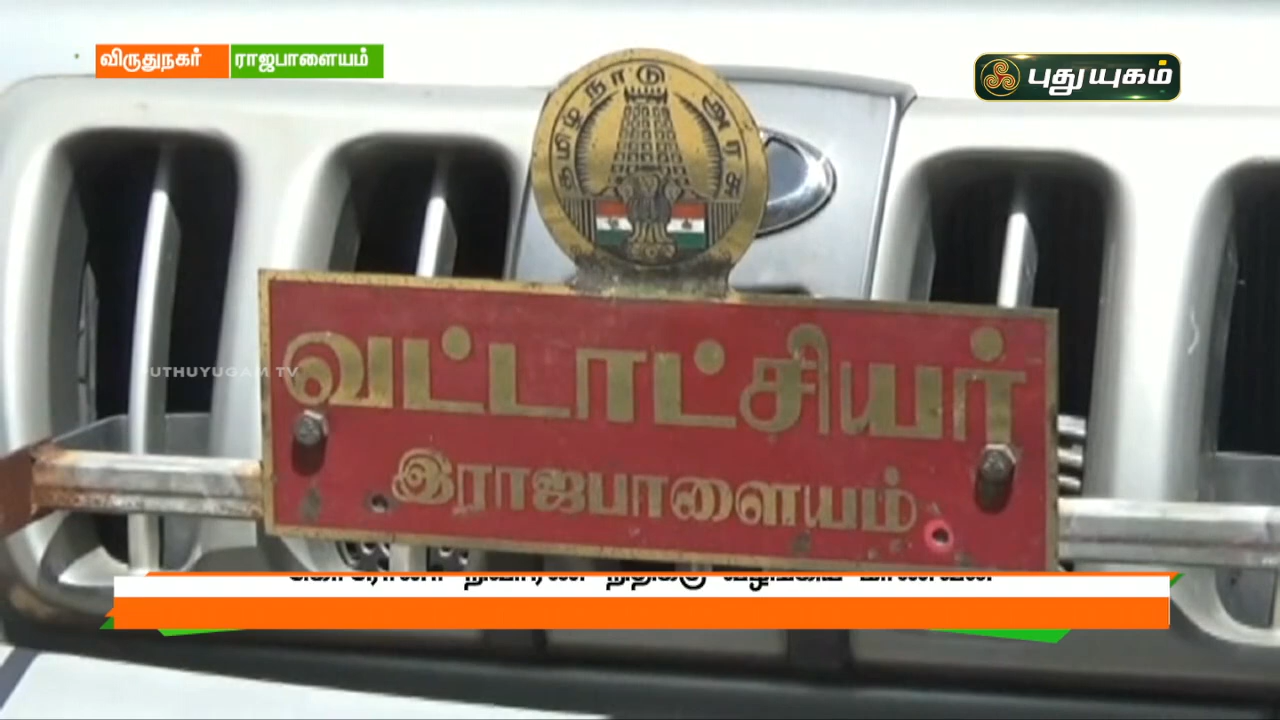 விருதுநகர் ராஜபாளையம்
புதுயுகம்
தமிழ்நாடு அரசு
வட்டாட்சியர்
PUTHUYUGAM TV
இராஜபாளையம்